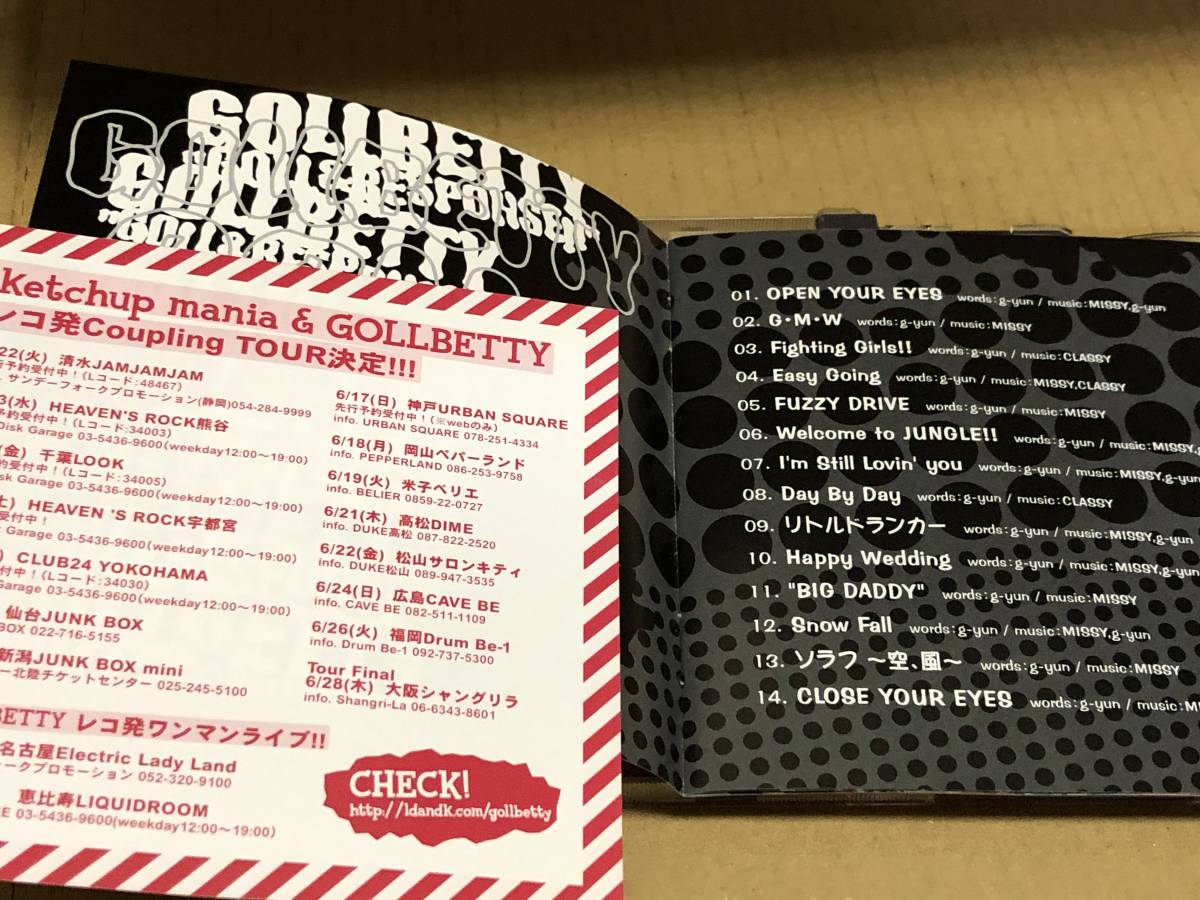 GOLLBETTY
GOLLBETTY
Ketchup mania & GOLLBETTY
レコ発Coupling TOUR決定!!!
22(火) 清水JAMJAMJAM
行予約受付中！(Lコード:48467)
サンデーフォークプロモーション(静岡)054-284-9999
3(水) HEAVEN'S ROCK熊谷
予約受付中！(Lコード:34003)
Disk Garage 03-5436-9600(weekday12:00〜19:00)
(金) 千葉LOOK
約受付中！(Lコード:34005)
sk Garage 03-5436-9600(weekday12:00〜19:00)
HEAVEN 'S ROCK宇都宮
受付中！
Garage 03-5436-9600(weekday12:00〜19:00)
CLUB24 YOKOHAMA
付中！(Lコード:34030)
Garage 03-5436-9600(weekday12:00〜19:00)
仙台JUNK BOX
BOX 022-716-5155
新潟JUNK BOX mini
ー北陸チケットセンター 025-245-5100
6/17(日) 神戸URBAN SQUARE
先行予約受付中！(※webのみ)
info. URBAN SQUARE 078-251-4334
6/18(月) 岡山ペパーランド
info. PEPPERLAND 086-253-9758
6/19(火) 米子ベリエ
info. BELIER 0859-22-0727
6/21(木) 高松DIME
info. DUKE高松 087-822-2520
6/22(金) 松山サロンキティ
info. DUKE松山 089-947-3535
6/24(日) 広島CAVE BE
info. CAVE BE 082-511-1109
6/26(火) 福岡Drum Be-1
info. Drum Be-1 092-737-5300
Tour Final
6/28(木) 大阪シャングリラ
info. Shangri-La 06-6343-8601
BETTY レコ発ワンマンライブ!!
名古屋Electric Lady Land
ォークプロモーション 052-320-9100
恵比寿LIQUIDROOM
03-5436-9600(weekday12:00〜19:00)
CHECK!
http://ldandk.com/gollbetty
01. OPEN YOUR EYES words:g-yun / music:MISSY,g-yun
02. G・M・W words:g-yun / music:MISSY
03. Fighting Girls!! words:g-yun / music:CLASSY
04. Easy Going words:g-yun / music:MISSY,CLASSY
05. FUZZY DRIVE words:g-yun / music:MISSY
06. Welcome to JUNGLE!! words:g-yun / music:MISSY,g
07. I'm Still Lovin' you words:g-yun / music:MISSY
08. Day By Day words:g-yun / music:CLASSY
09. リトルドランカー words:g-yun / music:MISSY,g-yun
10. Happy Wedding words:g-yun / music:MISSY,g-yun
11. "BIG DADDY" words:g-yun / music:MISSY
12. Snow Fall words:g-yun / music:MISSY,g-yun
13. ソラフ 〜空、風〜 words:g-yun / music:MISSY
14. CLOSE YOUR EYES words:g-yun / music:MIS